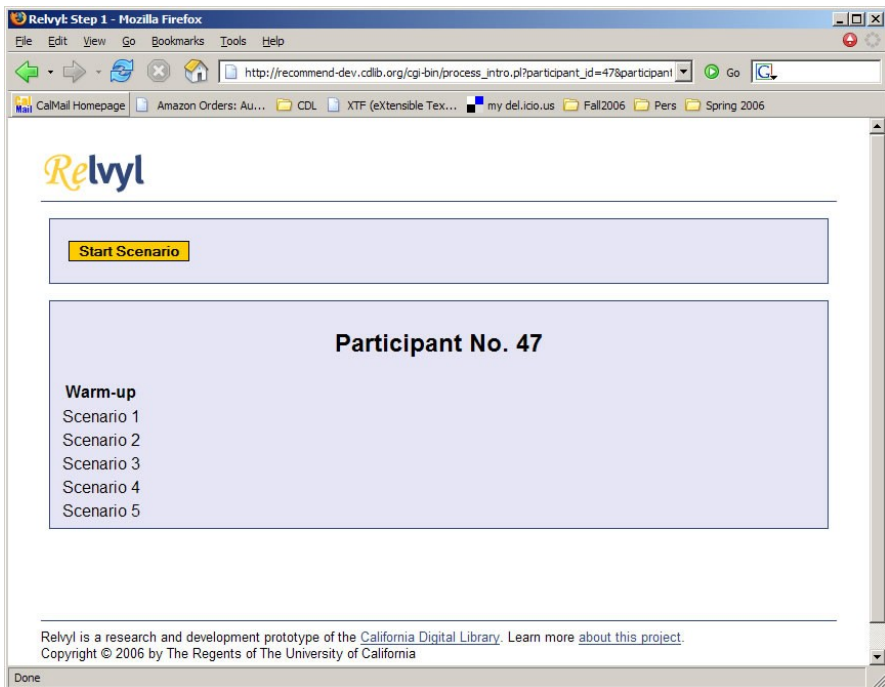 Relvyl: Step 1 - Mozilla Firefox
File Edit View Go Bookmarks Tools Help
http://recommend-dev.cdlib.org/cgi-bin/process_intro.pl?participant_id=47&participant Go G
Mail CalMail Homepage Amazon Orders: Au... CDL XTF (eXtensible Tex... my del.icio.us Fall2006 Pers Spring 2006
Relvyl
Start Scenario
Participant No. 47
Warm-up
Scenario 1
Scenario 2
Scenario 3
Scenario 4
Scenario 5
Relvyl is a research and development prototype of the California Digital Library. Learn more about this project.
Copyright © 2006 by The Regents of The University of California
Done